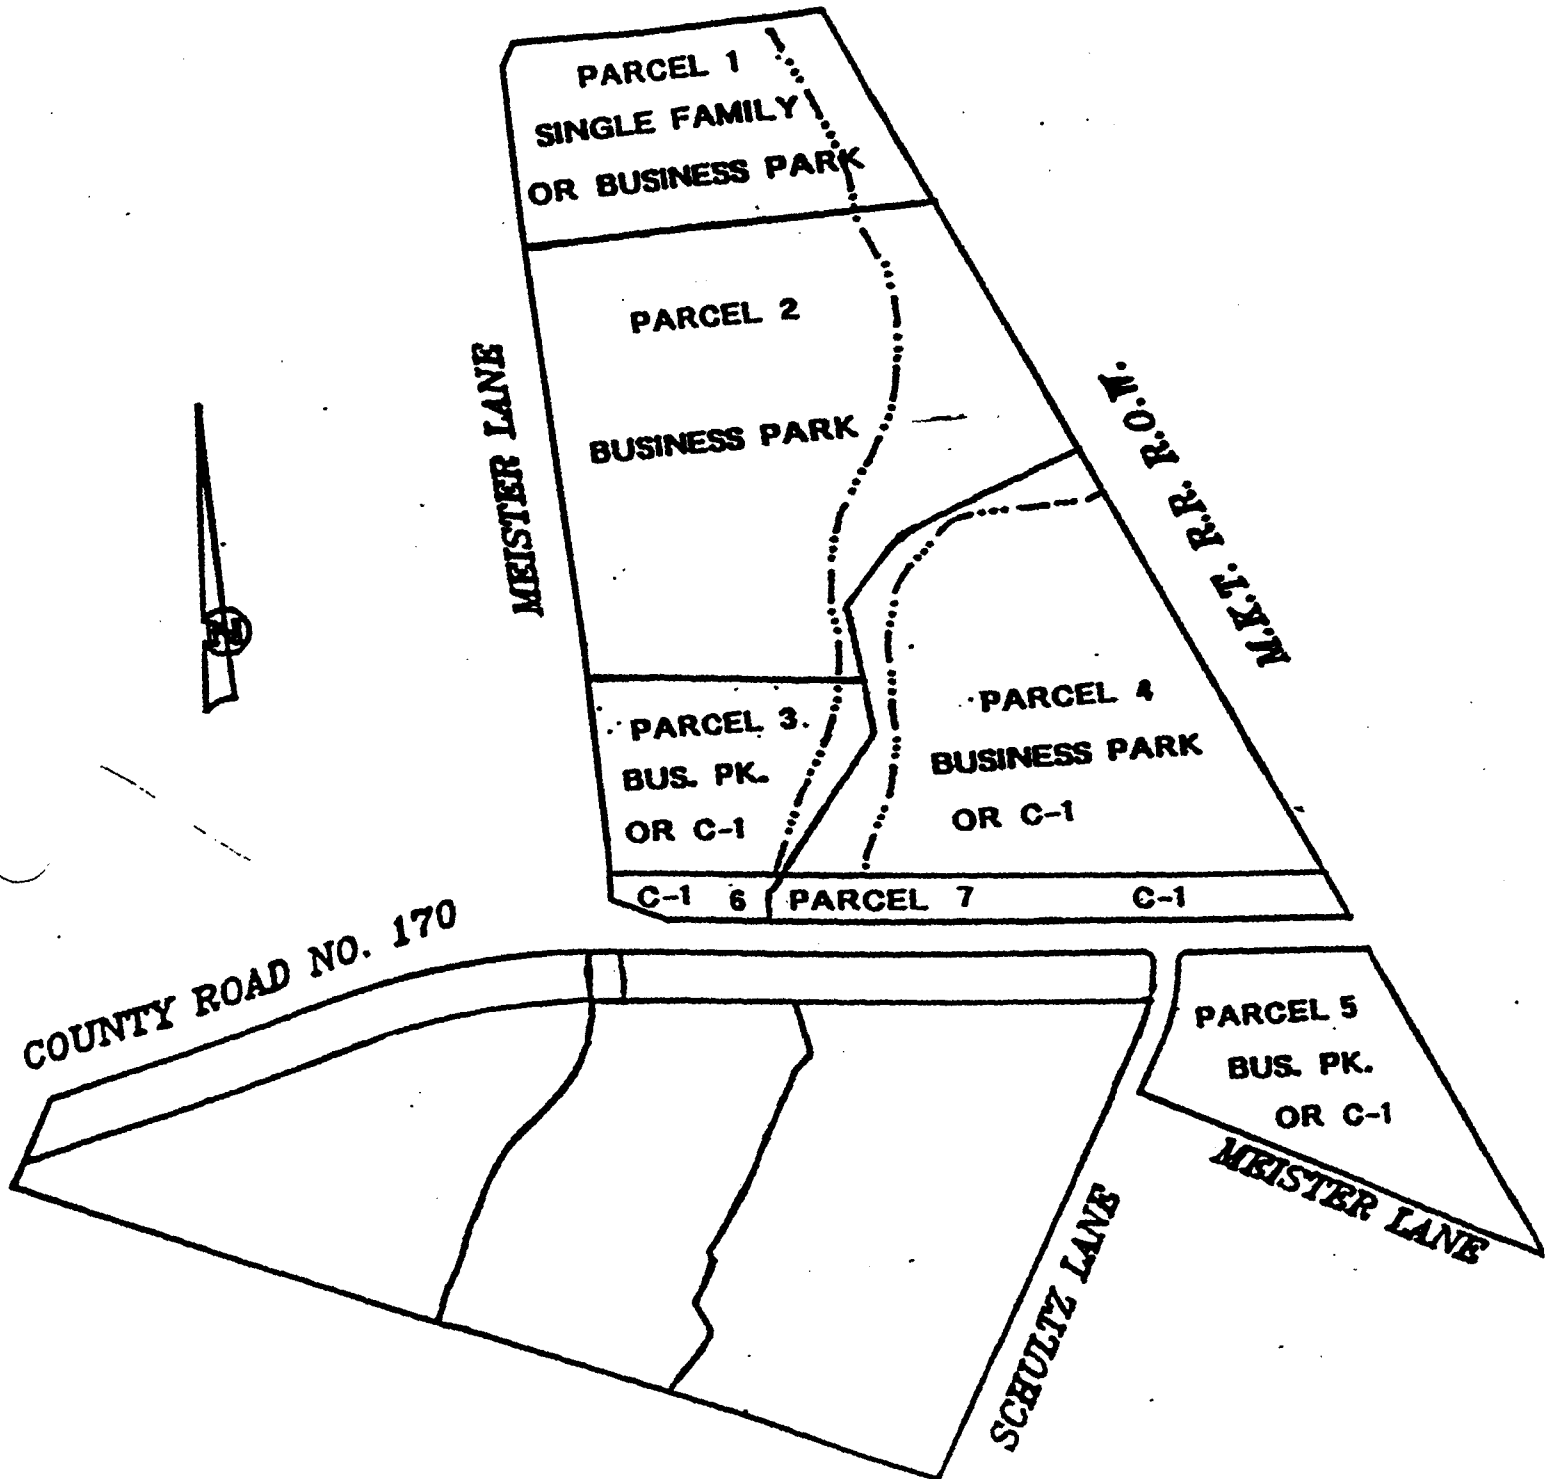 PARCEL 1
SINGLE FAMILY
OR BUSINESS PARK
PARCEL 2
BUSINESS PARK
MEISTER LANE
M.K.T. R.R. R.O.W.
PARCEL 3
BUS. PK.
OR C-1
PARCEL 4
BUSINESS PARK
OR C-1
C-1 6 PARCEL 7 C-1
COUNTY ROAD NO. 170
PARCEL 5
BUS. PK.
OR C-1
MEISTER LANE
SCHULTZ LANE